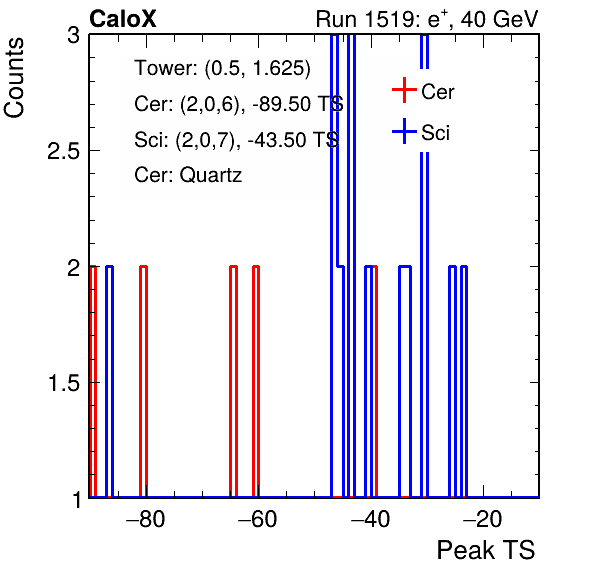 CaloX Run 1519: e⁺, 40 GeV
Counts
3
2.5
2
1.5
1
Tower: (0.5, 1.625)
Cer: (2,0,6), -89.50 TS
Sci: (2,0,7), -43.50 TS
Cer: Quartz
Cer
Sci
−80 −60 −40 −20
Peak TS